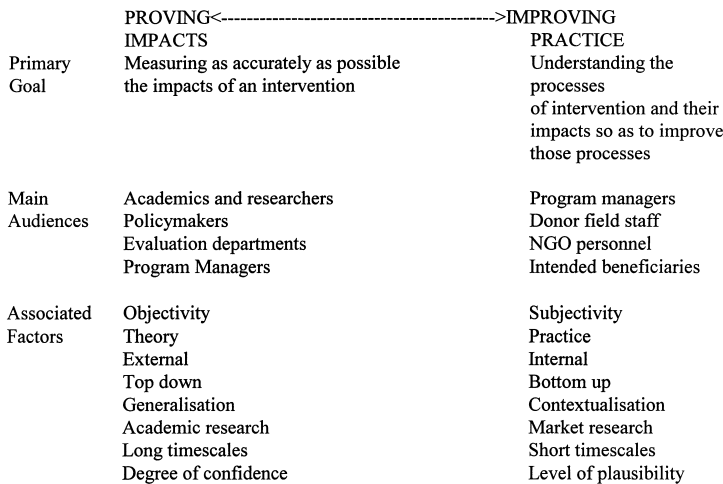 PROVING<------------------------------------------>IMPROVING
IMPACTS PRACTICE
Primary Measuring as accurately as possible Understanding the
Goal the impacts of an intervention processes
of intervention and their
impacts so as to improve
those processes
Main Academics and researchers Program managers
Audiences Policymakers Donor field staff
Evaluation departments NGO personnel
Program Managers Intended beneficiaries
Associated Objectivity Subjectivity
Factors Theory Practice
External Internal
Top down Bottom up
Generalisation Contextualisation
Academic research Market research
Long timescales Short timescales
Degree of confidence Level of plausibility